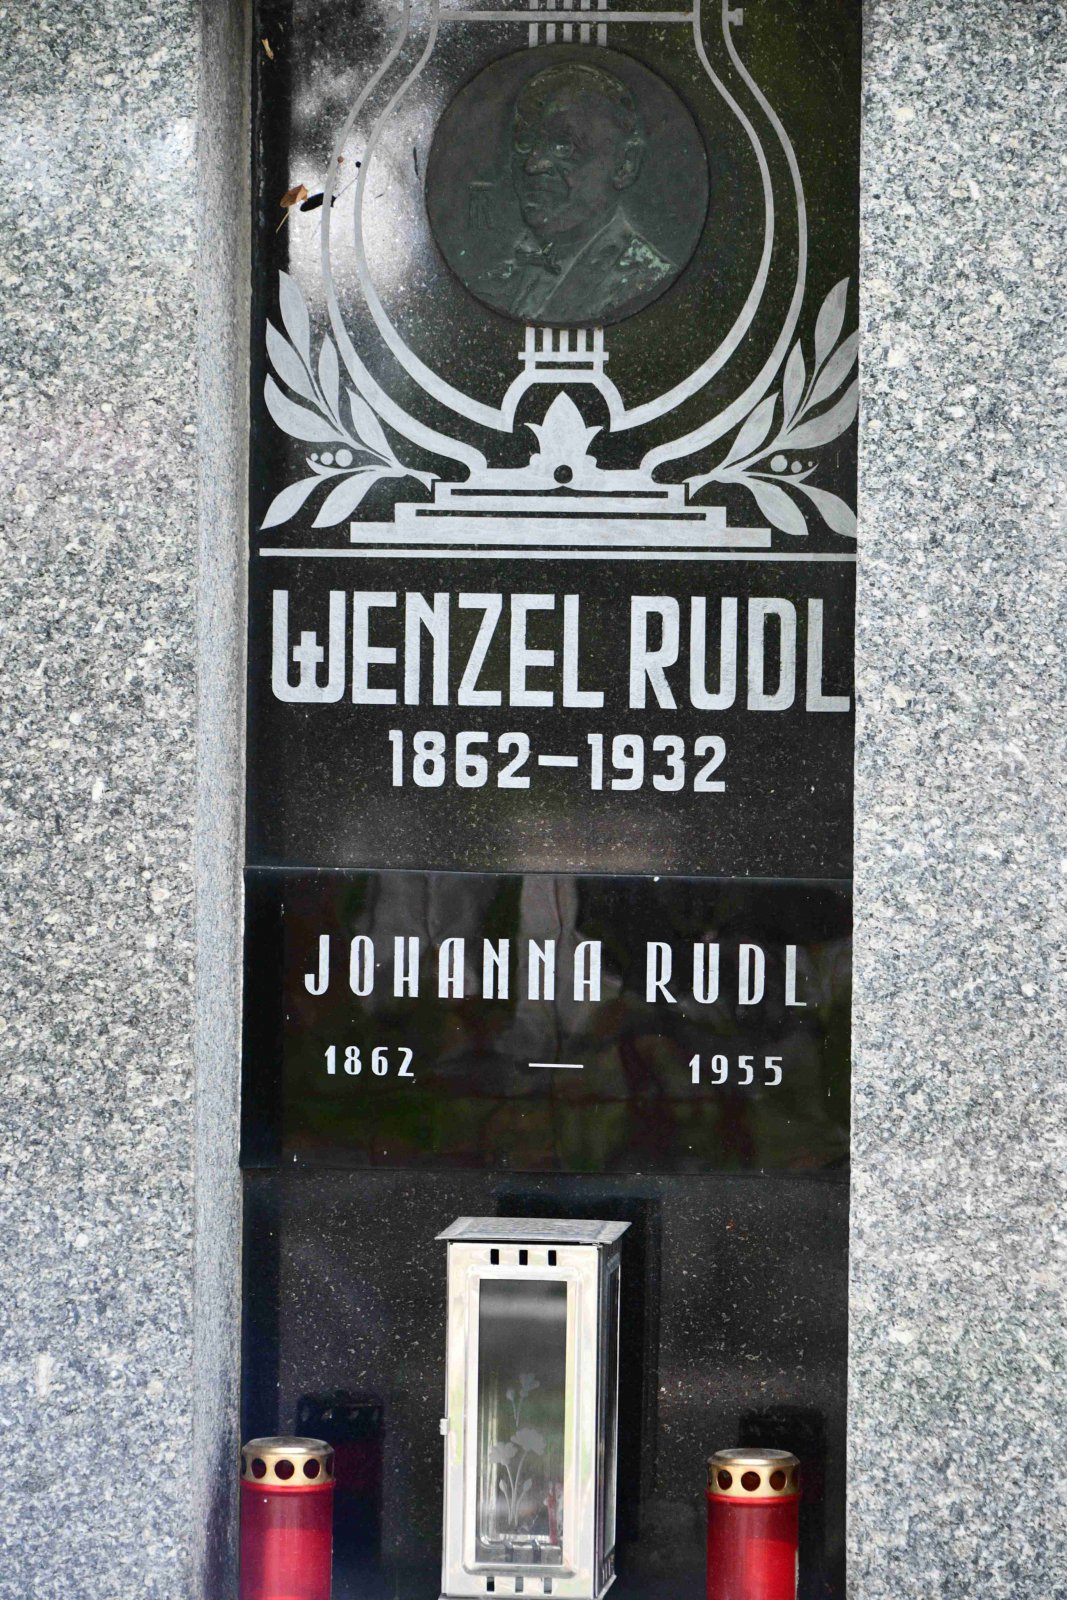 WENZEL RUDL
1862–1932
JOHANNA RUDL
1862 — 1955